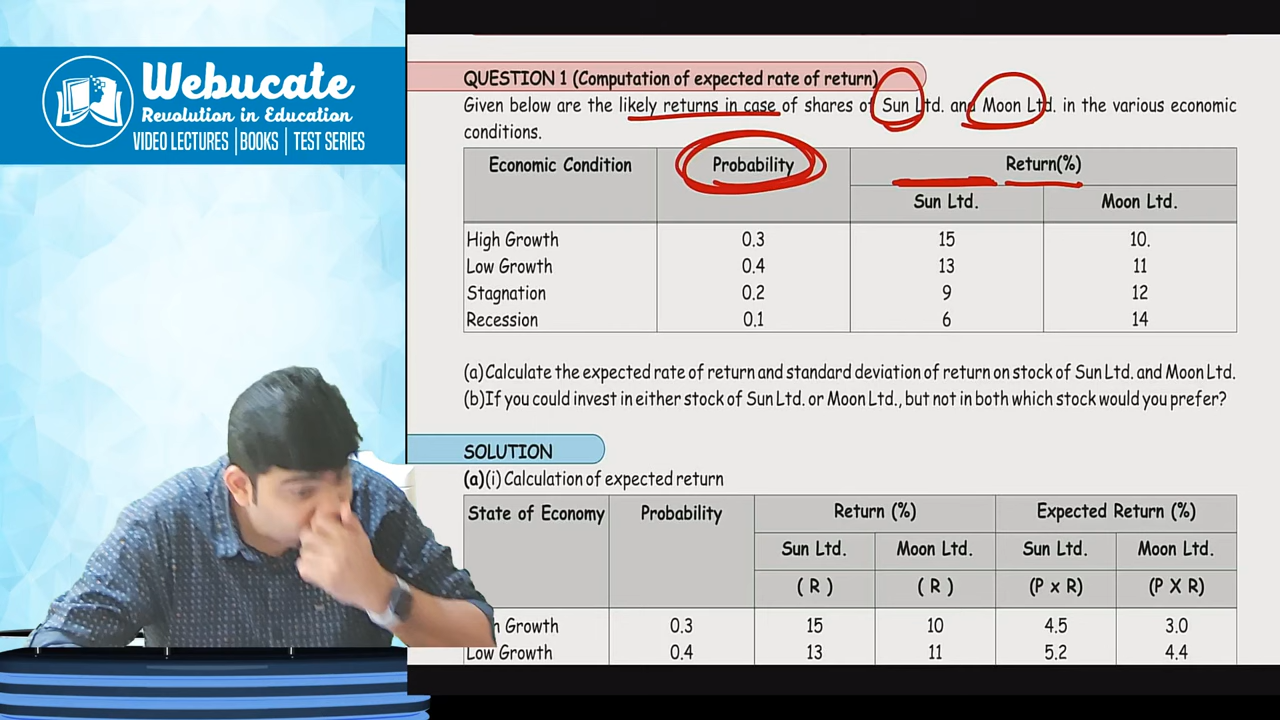 Webucate
Revolution in Education
VIDEO LECTURES | BOOKS | TEST SERIES
QUESTION 1 (Computation of expected rate of return)
Given below are the likely returns in case of shares of Sun Ltd. and Moon Ltd. in the various economic
conditions.
Economic Condition Probability Return(%)
Sun Ltd. Moon Ltd.
High Growth 0.3 15 10.
Low Growth 0.4 13 11
Stagnation 0.2 9 12
Recession 0.1 6 14
(a)Calculate the expected rate of return and standard deviation of return on stock of Sun Ltd. and Moon Ltd.
(b)If you could invest in either stock of Sun Ltd. or Moon Ltd., but not in both which stock would you prefer?
SOLUTION
(a)(i) Calculation of expected return
State of Economy Probability Return (%) Expected Return (%)
Sun Ltd. Moon Ltd. Sun Ltd. Moon Ltd.
( R ) ( R ) (P x R) (P X R)
Growth 0.3 15 10 4.5 3.0
Low Growth 0.4 13 11 5.2 4.4